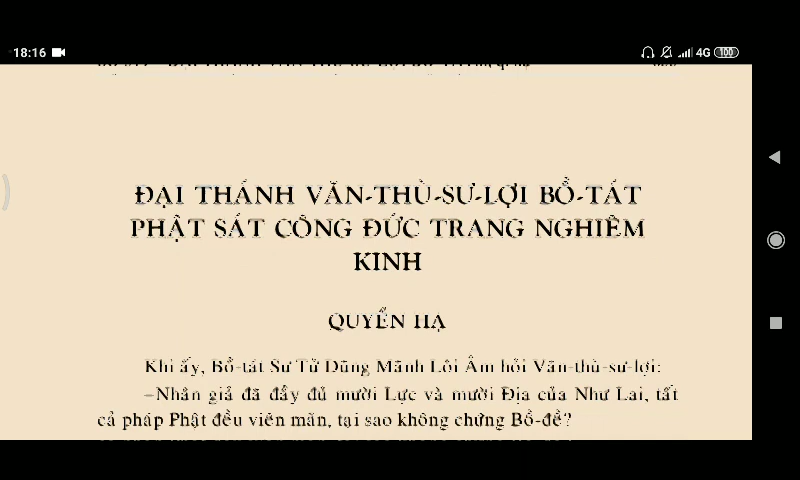 18:16
4G 100
ĐẠI THÁNH VĂN-THÙ-SƯ-LỢI BỒ-TÁT
PHẬT SÁT CÔNG ĐỨC TRANG NGHIÊM
KINH
QUYỂN HẠ
Khi ấy, Bồ-tát Sư Tử Dũng Mãnh Lôi Âm hỏi Văn-thù-sư-lợi:
–Nhân giả đã đầy đủ mười Lực và mười Địa của Như Lai, tất
cả pháp Phật đều viên mãn, tại sao không chứng Bồ-đề?